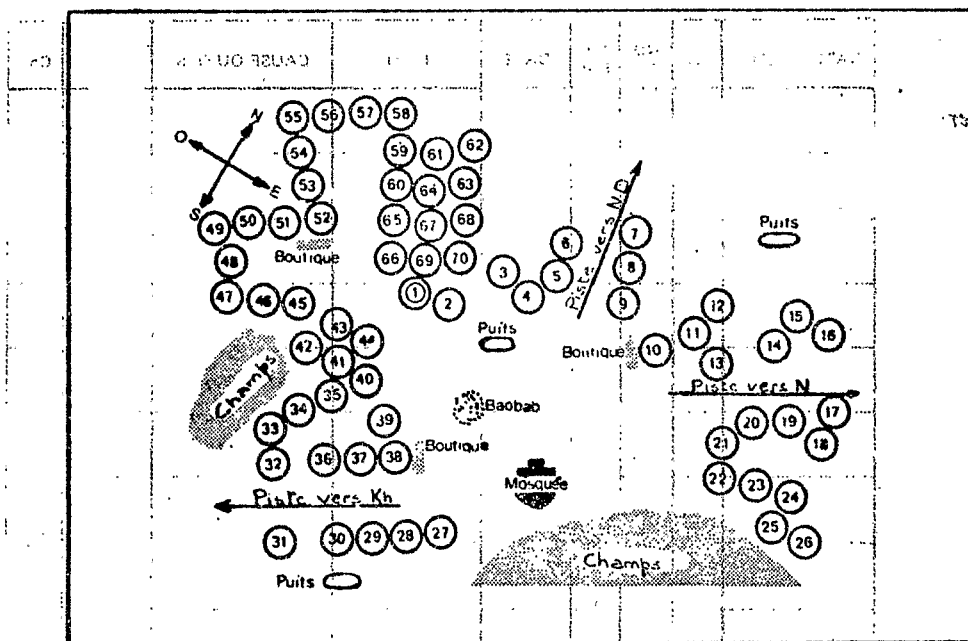 CAUSE OU
55 56 57 58
N
O
54 59 61 62
E
53 60 64 63
S
49 50 51 52 65 67 68
6 7
Puits
Boutique
48 66 69 70 3 5 8
Piste vers N.D
47 46 45 1 2 4 9
12
15
43 44 Puits 11 14 16
42 41 Boutique 10 13
Champs
40
35 Piste vers N
34 39 Baobab
33 20 19 17
21 18
32 36 37 38 Boutique
Mosquée
22 23 24
Piste vers Kh
31 30 29 28 27 25 26
Champs
Puits